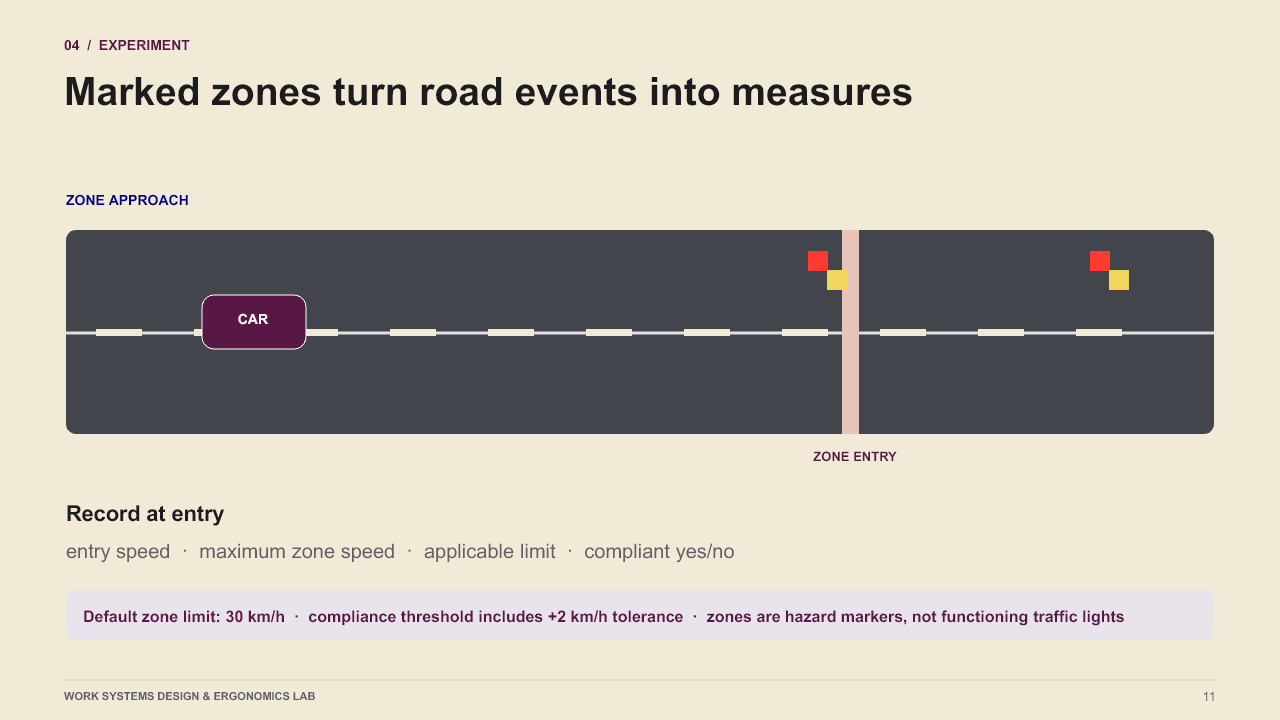 04 / EXPERIMENT
Marked zones turn road events into measures
ZONE APPROACH
CAR
ZONE ENTRY
Record at entry
entry speed · maximum zone speed · applicable limit · compliant yes/no
Default zone limit: 30 km/h · compliance threshold includes +2 km/h tolerance · zones are hazard markers, not functioning traffic lights
WORK SYSTEMS DESIGN & ERGONOMICS LAB
11